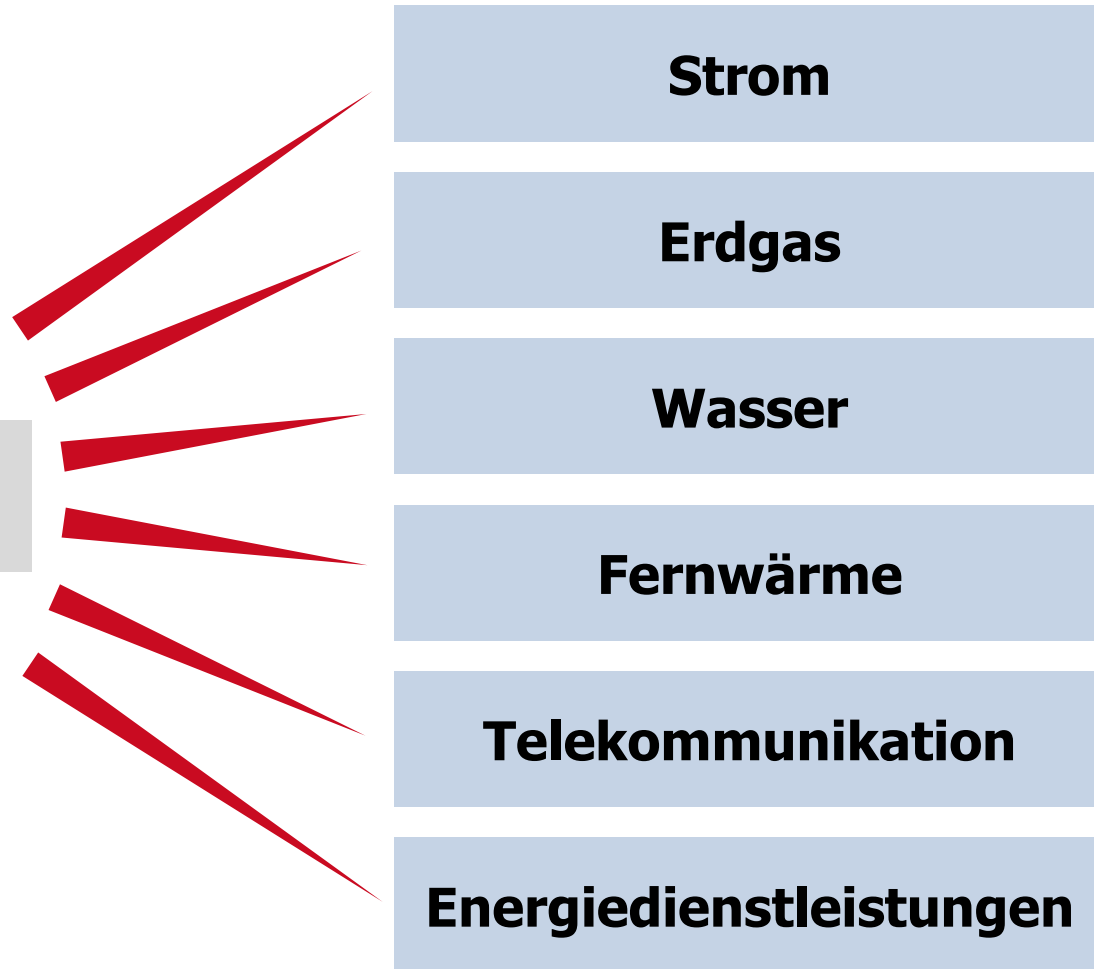 Strom
Erdgas
Wasser
Fernwärme
Telekommunikation
Energiedienstleistungen